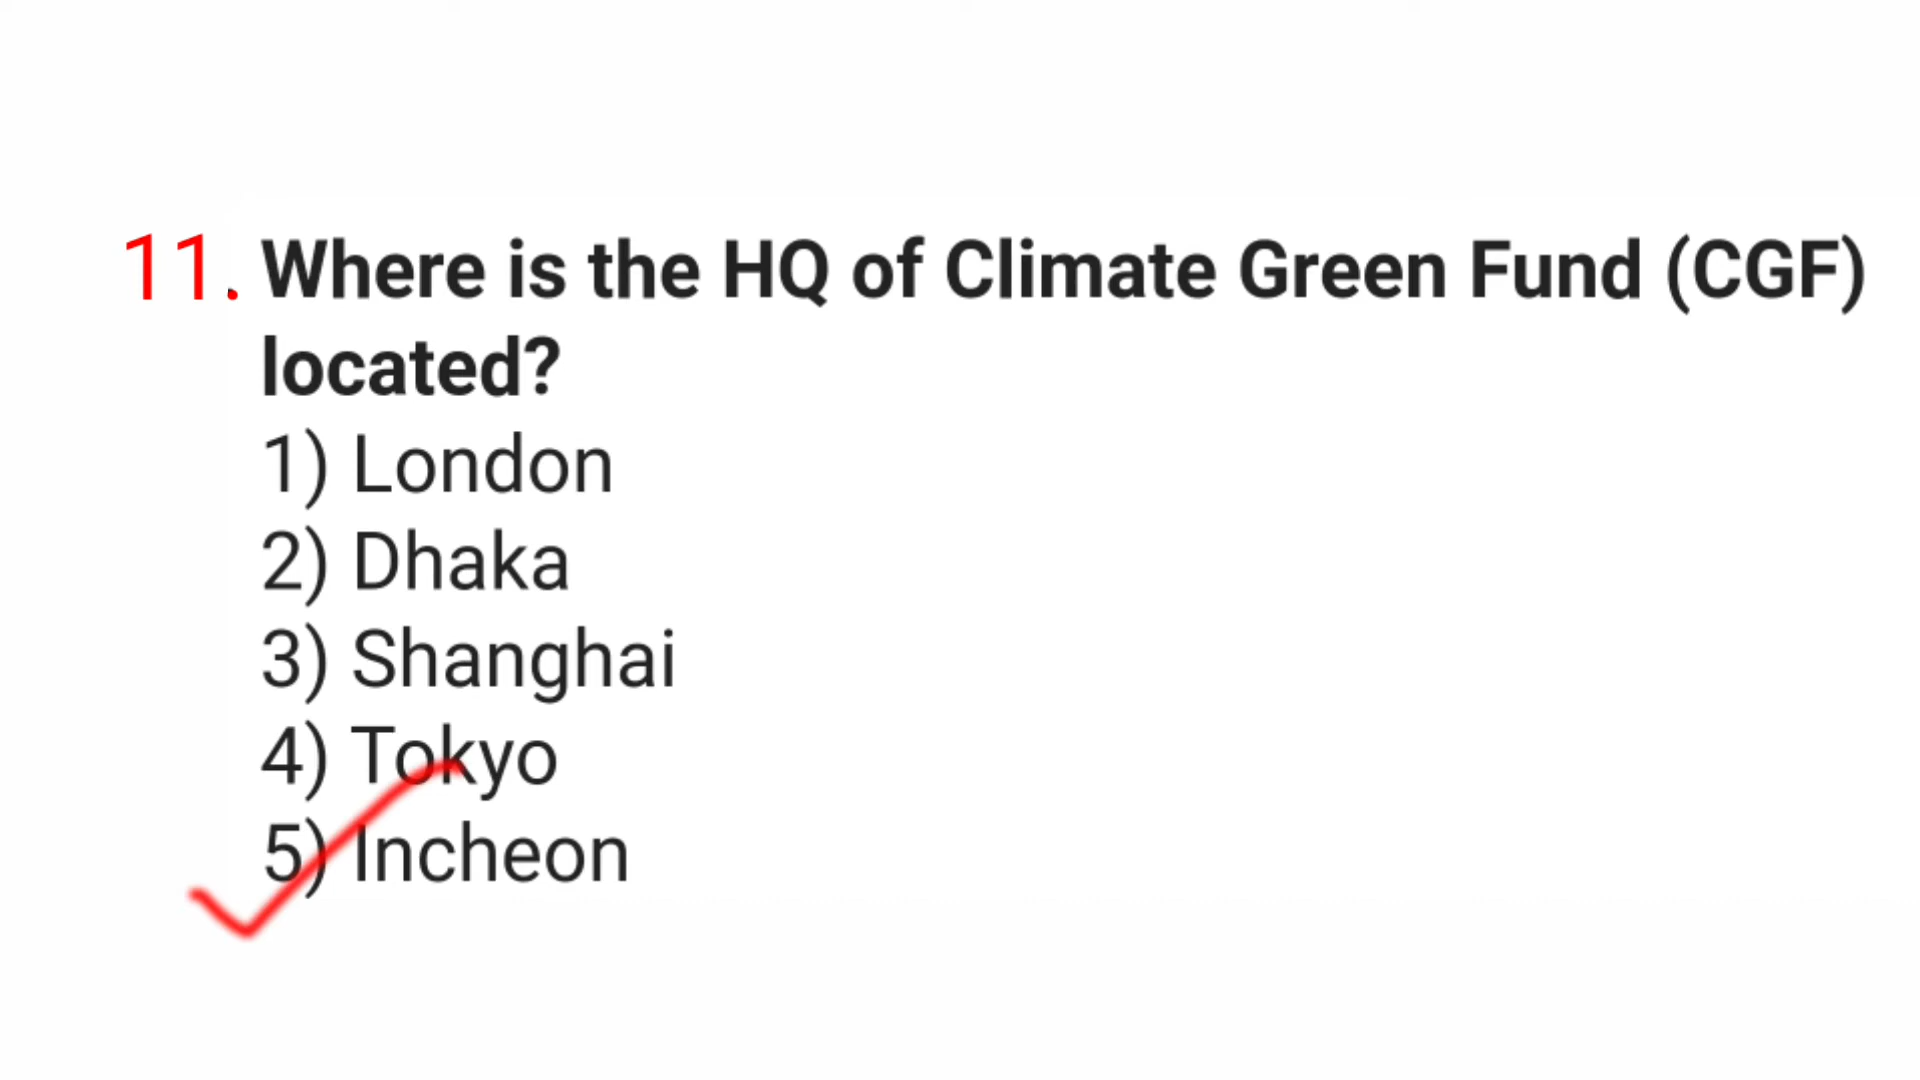 11. Where is the HQ of Climate Green Fund (CGF)
located?
1) London
2) Dhaka
3) Shanghai
4) Tokyo
5) Incheon